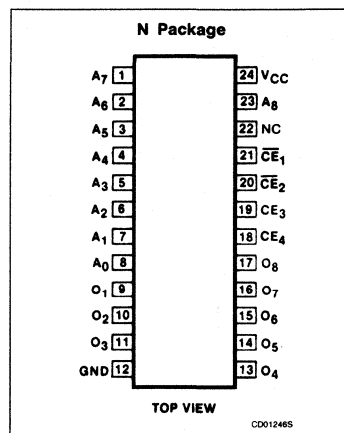 N Package
A7 1 24 VCC
A6 2 23 A8
A5 3 22 NC
A4 4 21 C̅E̅1
A3 5 20 C̅E̅2
A2 6 19 CE3
A1 7 18 CE4
A0 8 17 O8
O1 9 16 O7
O2 10 15 O6
O3 11 14 O5
GND 12 13 O4
TOP VIEW
CD01246S